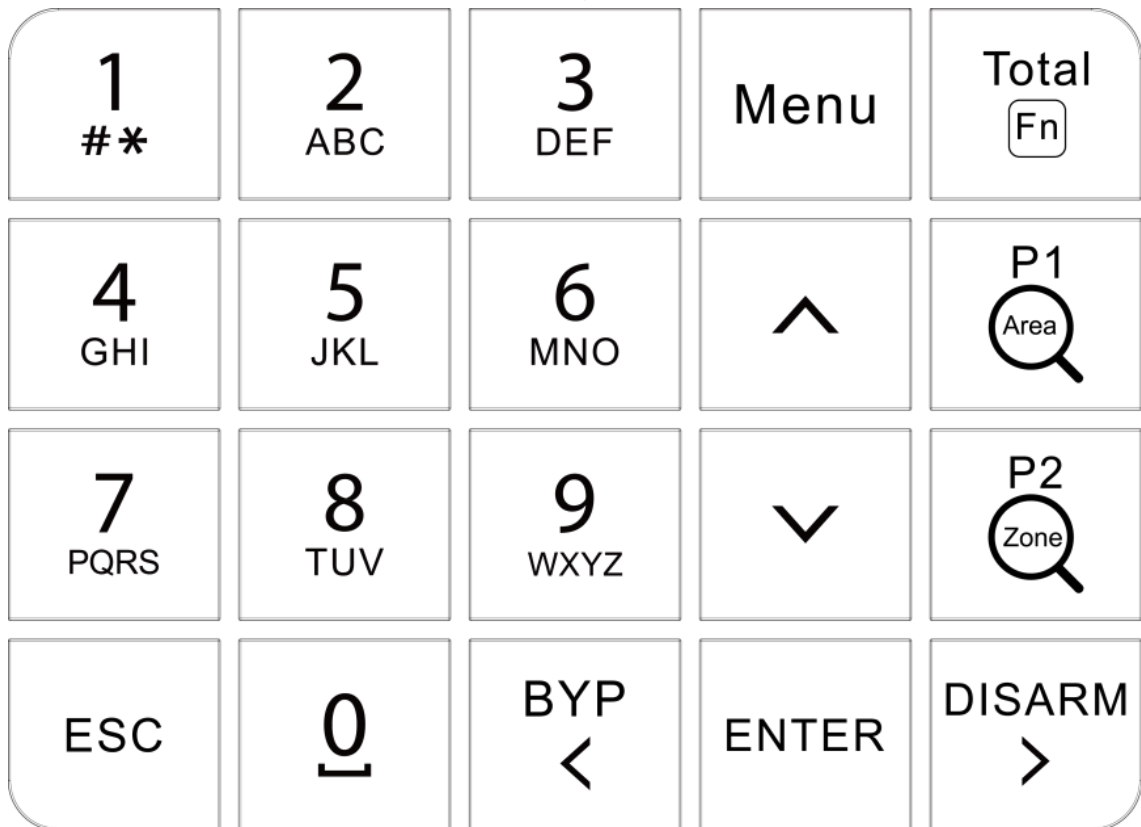 1
#*
2
ABC
3
DEF
Menu
Total
Fn
4
GHI
5
JKL
6
MNO
P1
Area
7
PQRS
8
TUV
9
WXYZ
P2
Zone
ESC
0
BYP
<
ENTER
DISARM
>